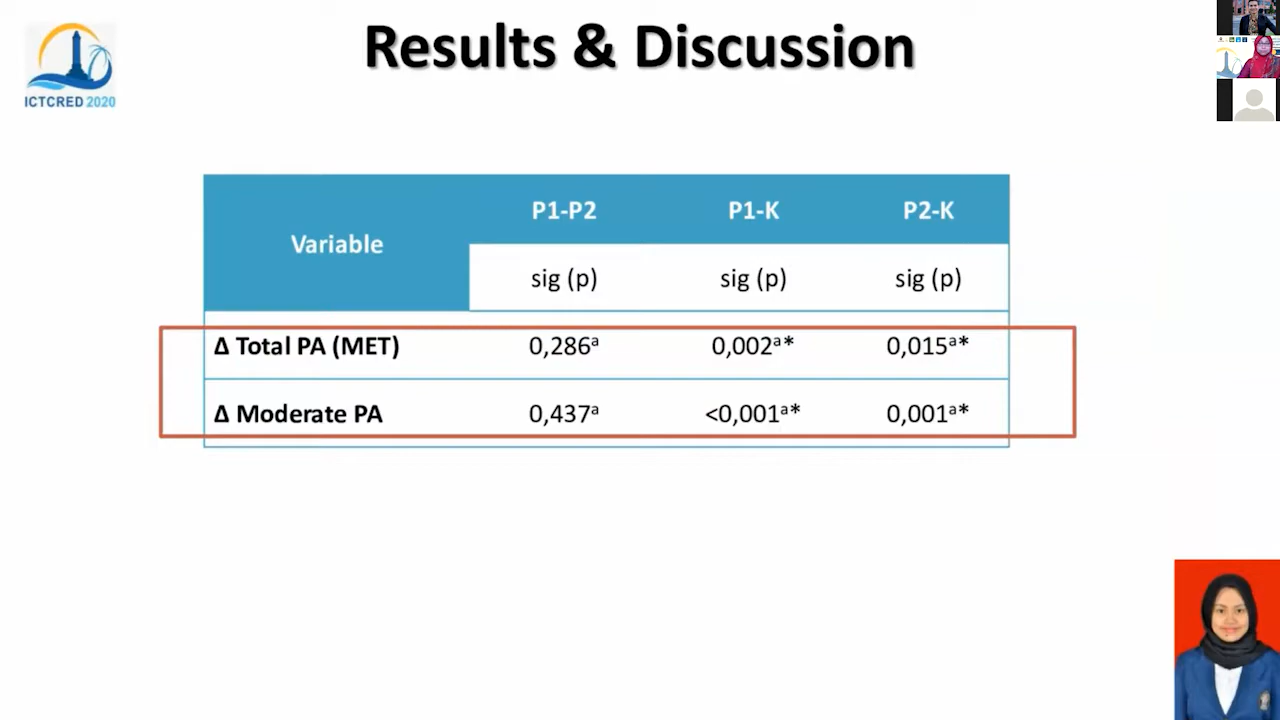 Results & Discussion
ICTCRED 2020
Variable P1-P2 P1-K P2-K
sig (p) sig (p) sig (p)
Δ Total PA (MET) 0,286ᵃ 0,002ᵃ* 0,015ᵃ*
Δ Moderate PA 0,437ᵃ <0,001ᵃ* 0,001ᵃ*